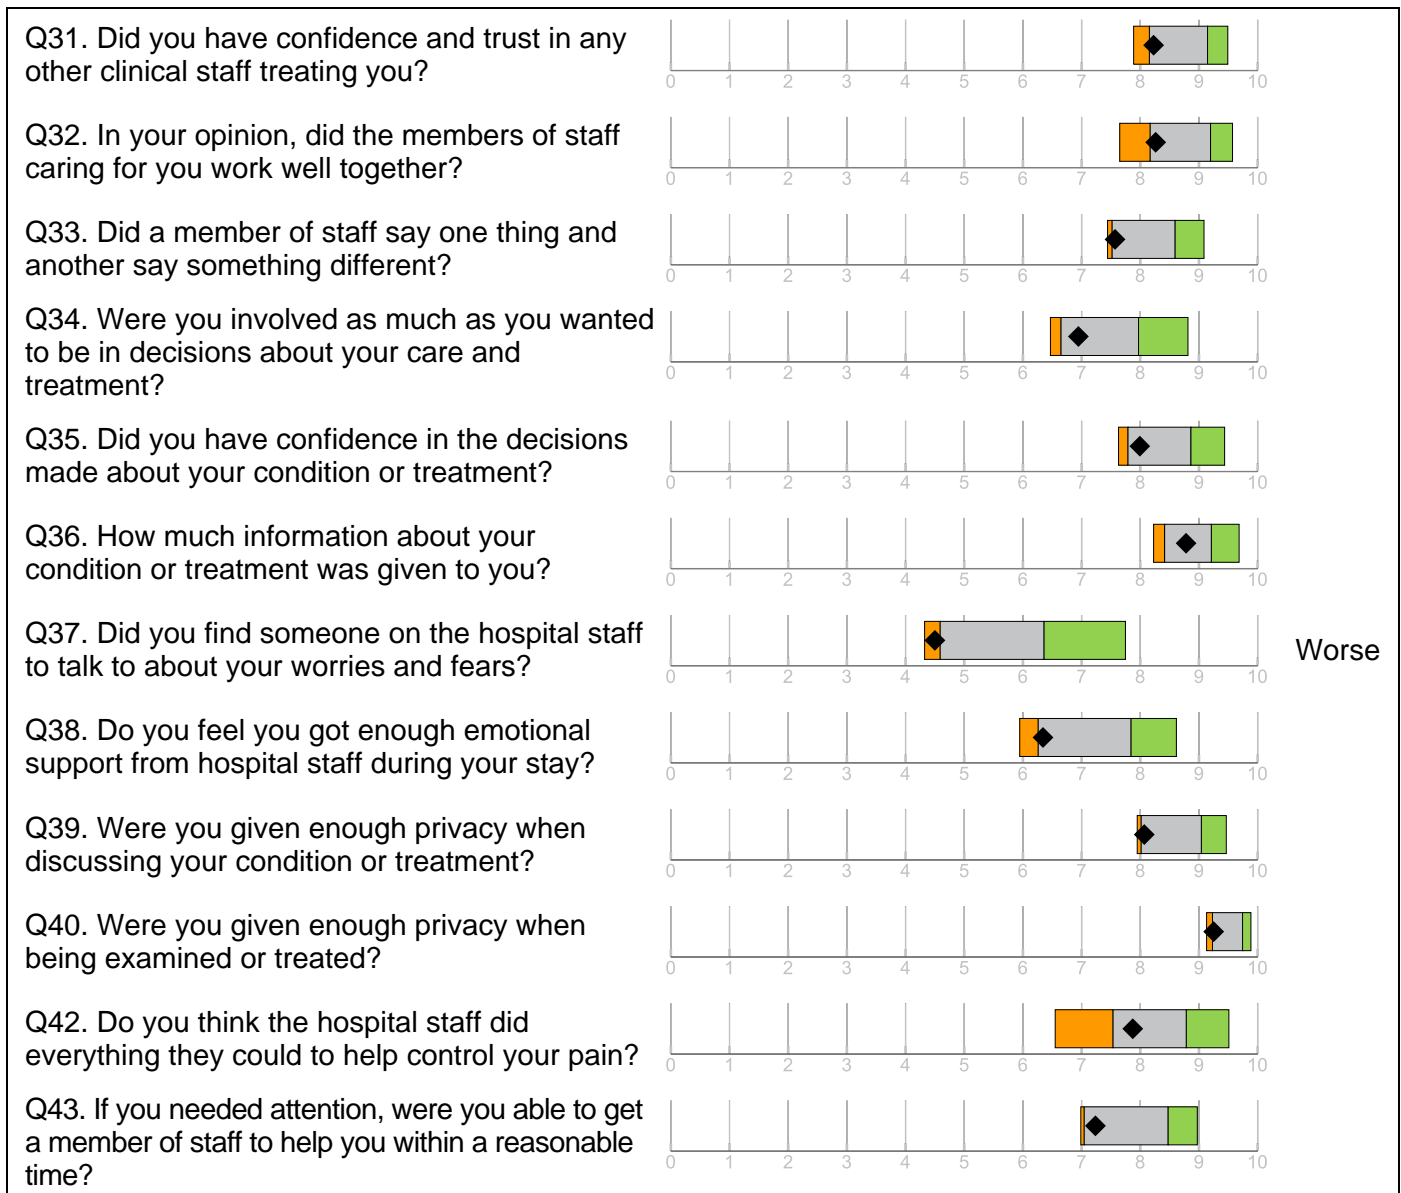 Q31. Did you have confidence and trust in any
other clinical staff treating you?
0 1 2 3 4 5 6 7 8 9 10
Q32. In your opinion, did the members of staff
caring for you work well together?
0 1 2 3 4 5 6 7 8 9 10
Q33. Did a member of staff say one thing and
another say something different?
0 1 2 3 4 5 6 7 8 9 10
Q34. Were you involved as much as you wanted
to be in decisions about your care and
treatment?
0 1 2 3 4 5 6 7 8 9 10
Q35. Did you have confidence in the decisions
made about your condition or treatment?
0 1 2 3 4 5 6 7 8 9 10
Q36. How much information about your
condition or treatment was given to you?
0 1 2 3 4 5 6 7 8 9 10
Q37. Did you find someone on the hospital staff
to talk to about your worries and fears?
0 1 2 3 4 5 6 7 8 9 10
Worse
Q38. Do you feel you got enough emotional
support from hospital staff during your stay?
0 1 2 3 4 5 6 7 8 9 10
Q39. Were you given enough privacy when
discussing your condition or treatment?
0 1 2 3 4 5 6 7 8 9 10
Q40. Were you given enough privacy when
being examined or treated?
0 1 2 3 4 5 6 7 8 9 10
Q42. Do you think the hospital staff did
everything they could to help control your pain?
0 1 2 3 4 5 6 7 8 9 10
Q43. If you needed attention, were you able to get
a member of staff to help you within a reasonable
time?
0 1 2 3 4 5 6 7 8 9 10